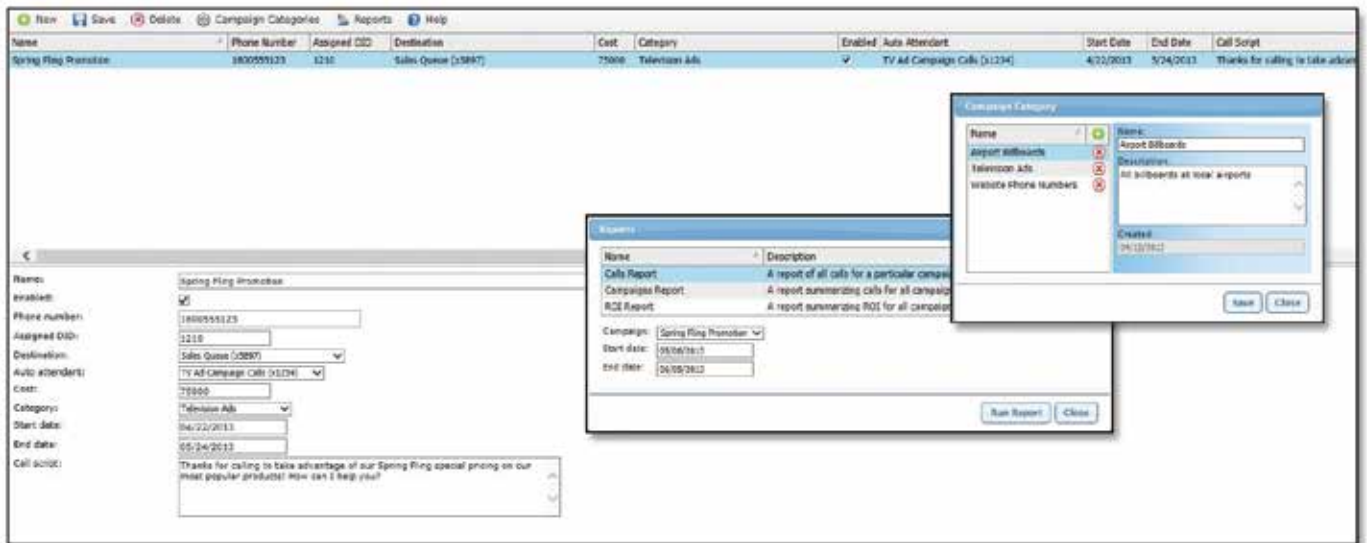 New Save Delete Campaign Categories Reports Help
Name Phone Number Assigned DID Destination Cost Category Enabled Auto Attendant Start Date End Date Call Script
Spring Fling Promotion 1800555123 1210 Sales Queue (x5897) 75000 Television Ads TV Ad Campaign Calls (x1234) 4/22/2013 5/24/2013 Thanks for calling to take advan
Campaign Category
Name
Airport Billboards
Television Ads
Website Phone Numbers
Name:
Airport Billboards
Description:
All billboards at local airports
Created:
Save Close
Reports
Name Description
Calls Report A report of all calls for a particular campai
Campaigns Report A report summarizing calls for all campaign
ROI Report A report summarizing ROI for all campaign
Campaign: Spring Fling Promotion
Start date:
End date:
Run Report Close
Name: Spring Fling Promotion
Enabled:
Phone number: 1800555123
Assigned DID: 1210
Destination: Sales Queue (x5897)
Auto attendant: TV Ad Campaign Calls (x1234)
Cost: 75000
Category: Television Ads
Start date: 04/22/2013
End date: 05/24/2013
Call script: Thanks for calling to take advantage of our Spring Fling special pricing on our
most popular products! How can I help you?